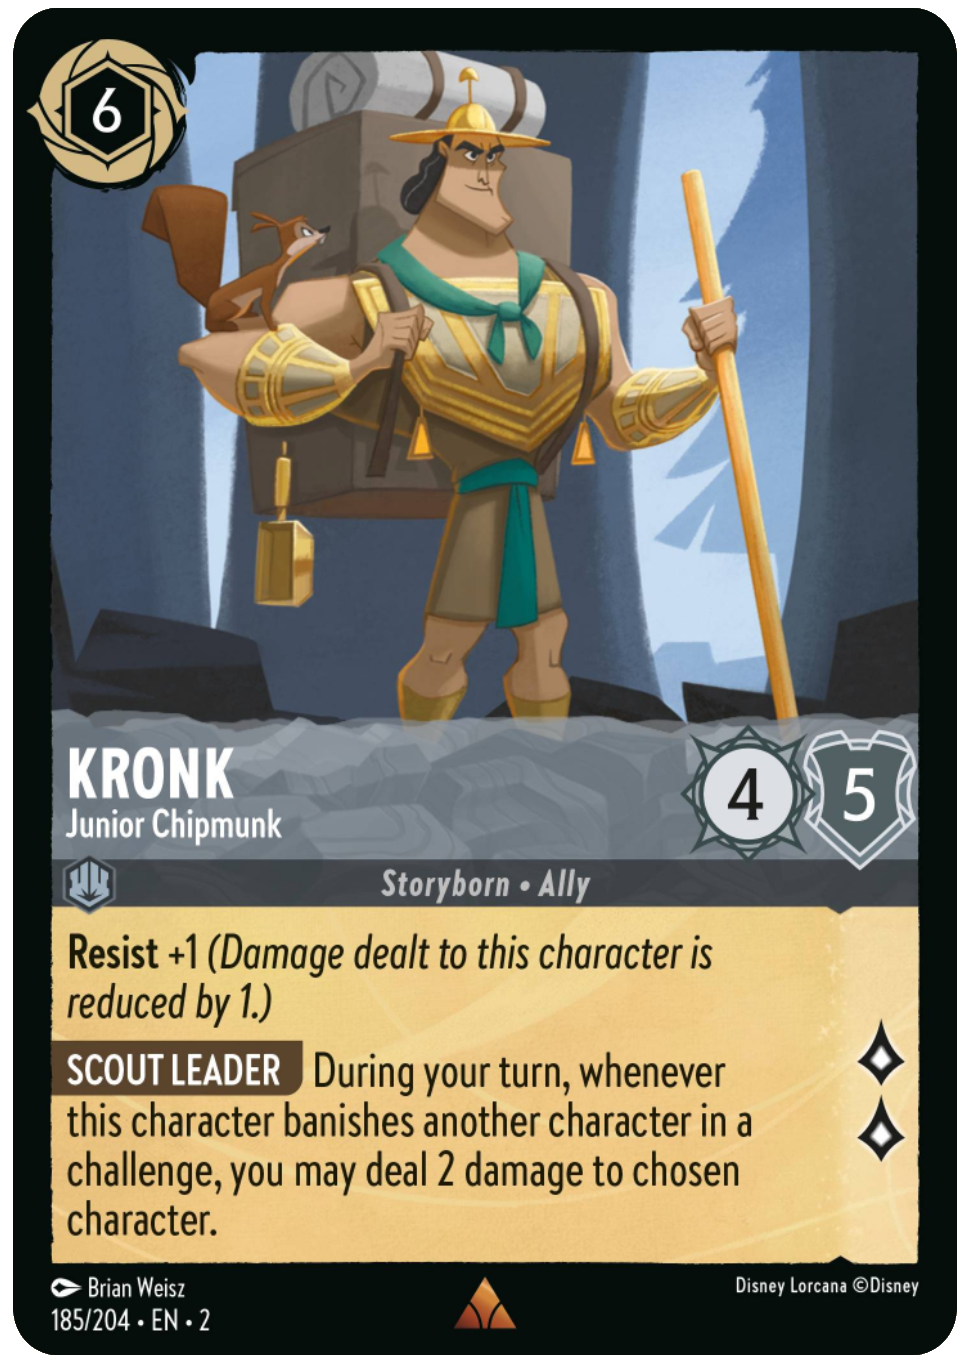 6
KRONK
Junior Chipmunk
4
5
Storyborn • Ally
Resist +1 (Damage dealt to this character is
reduced by 1.)
SCOUT LEADER During your turn, whenever
this character banishes another character in a
challenge, you may deal 2 damage to chosen
character.
Brian Weisz
Disney Lorcana ©Disney
185/204 • EN • 2